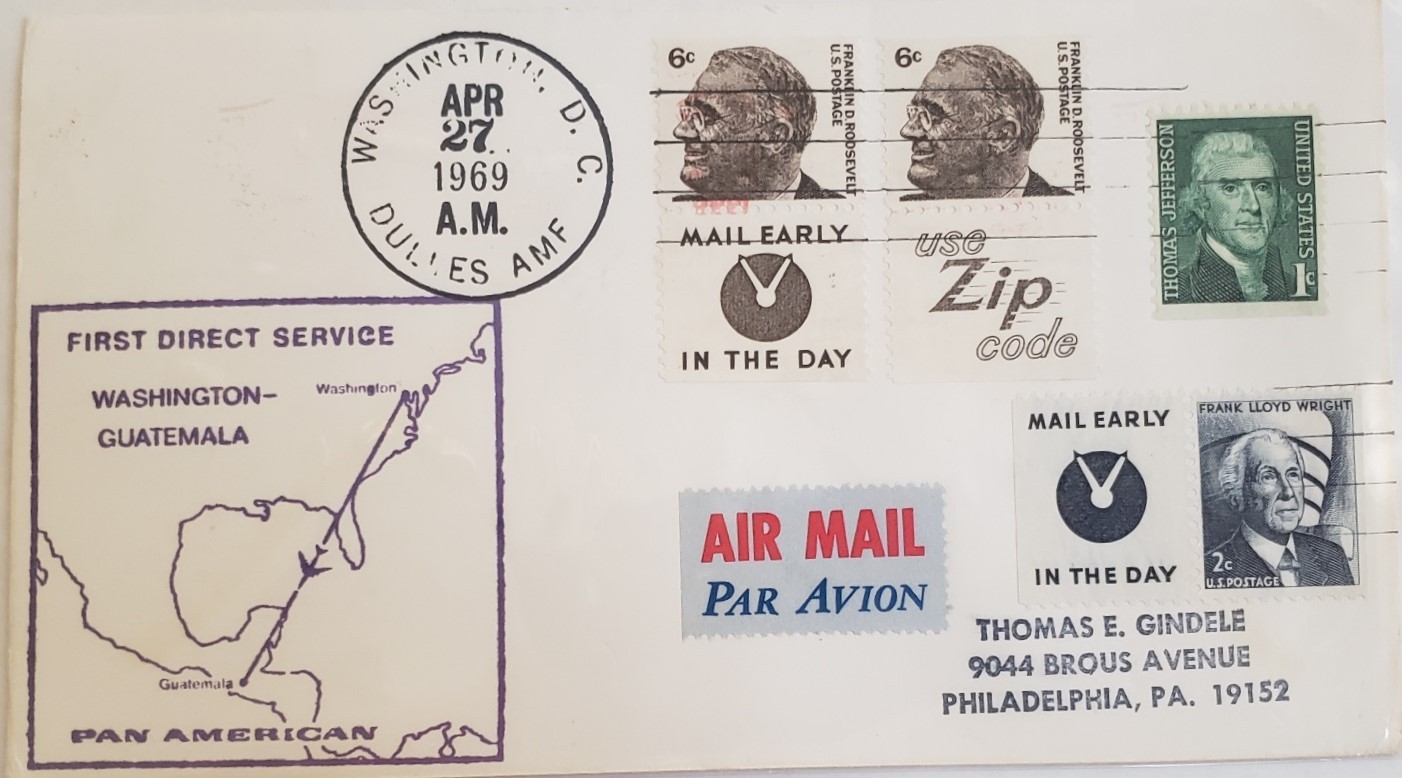 WASHINGTON, D. C.
APR
27
1969
A.M.
DULLES AMF
6c
FRANKLIN D. ROOSEVELT
U.S. POSTAGE
6c
FRANKLIN D. ROOSEVELT
U.S. POSTAGE
MAIL EARLY
IN THE DAY
use
Zip
code
THOMAS JEFFERSON
UNITED STATES
1c
FIRST DIRECT SERVICE
WASHINGTON-
GUATEMALA
Washington
Guatemala
PAN AMERICAN
MAIL EARLY
IN THE DAY
FRANK LLOYD WRIGHT
2c
U.S. POSTAGE
AIR MAIL
PAR AVION
THOMAS E. GINDELE
9044 BROUS AVENUE
PHILADELPHIA, PA. 19152